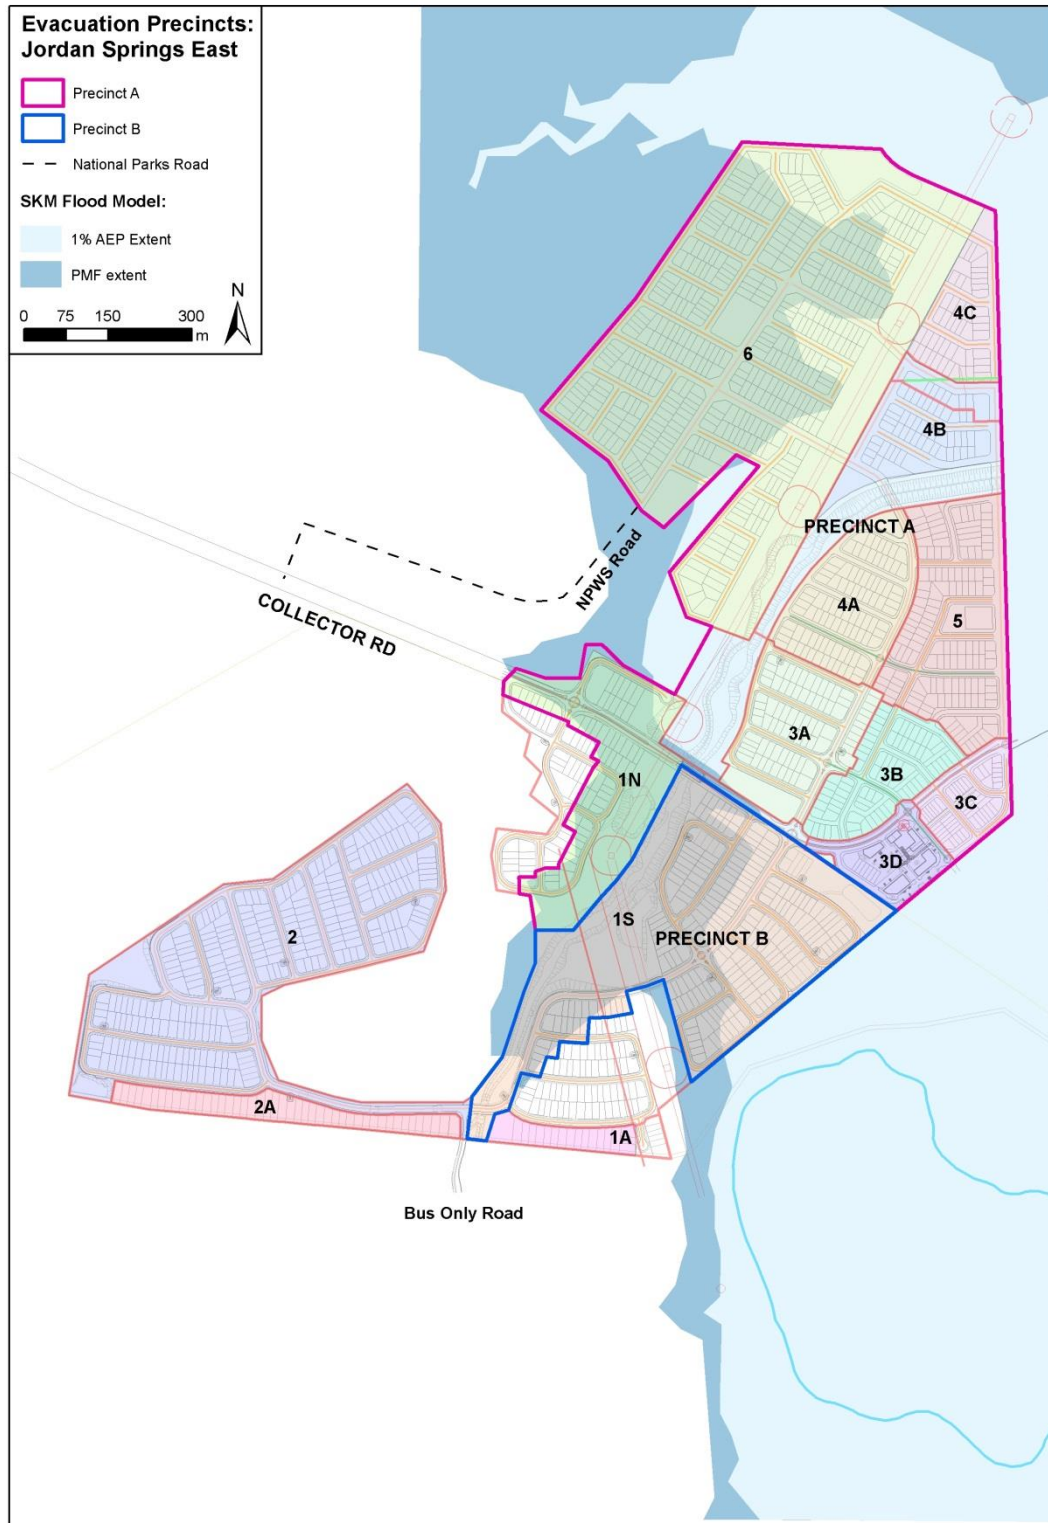 Evacuation Precincts:
Jordan Springs East
Precinct A
Precinct B
National Parks Road
SKM Flood Model:
1% AEP Extent
PMF extent
0 75 150 300
m
N
4C
6
4B
PRECINCT A
NPWS Road
4A
5
COLLECTOR RD
3A
3B
1N
3C
3D
1S
2
PRECINCT B
2A
1A
Bus Only Road